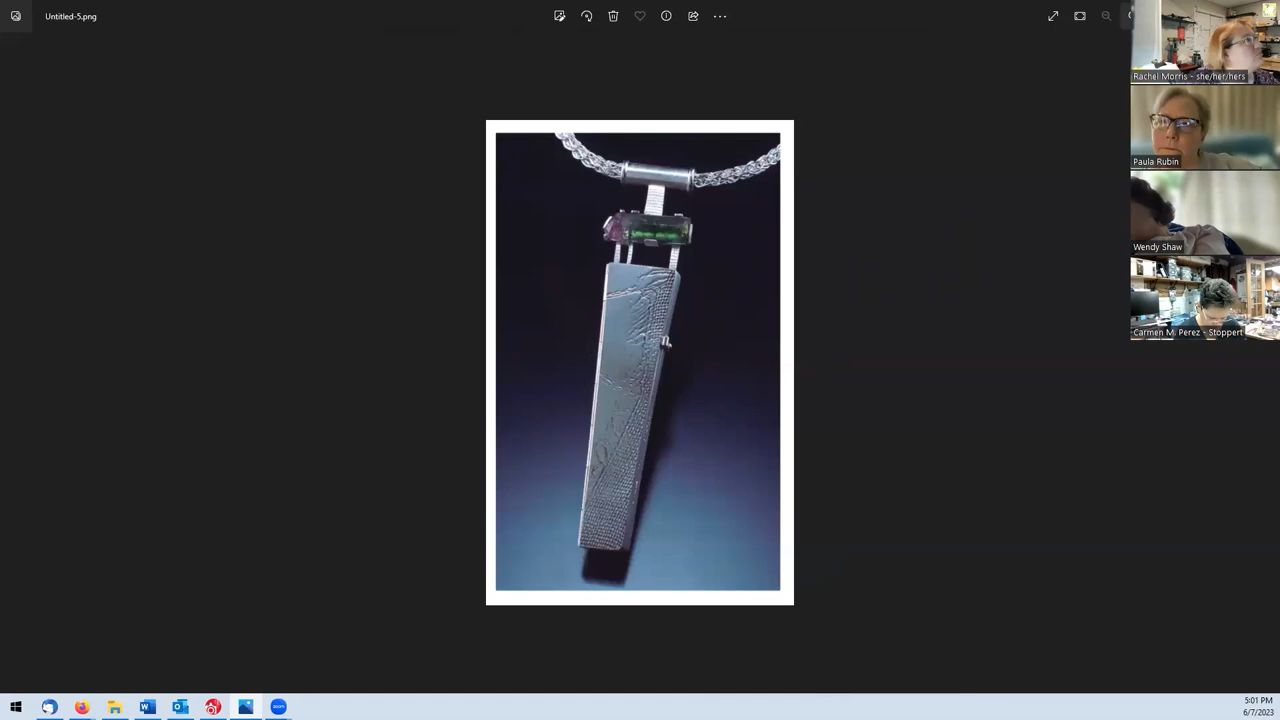 Untitled-5.png
Rachel Morris - she/her/hers
Paula Rubin
Wendy Shaw
Carmen M. Perez - Stoppert
zoom
5:01 PM
6/7/2023